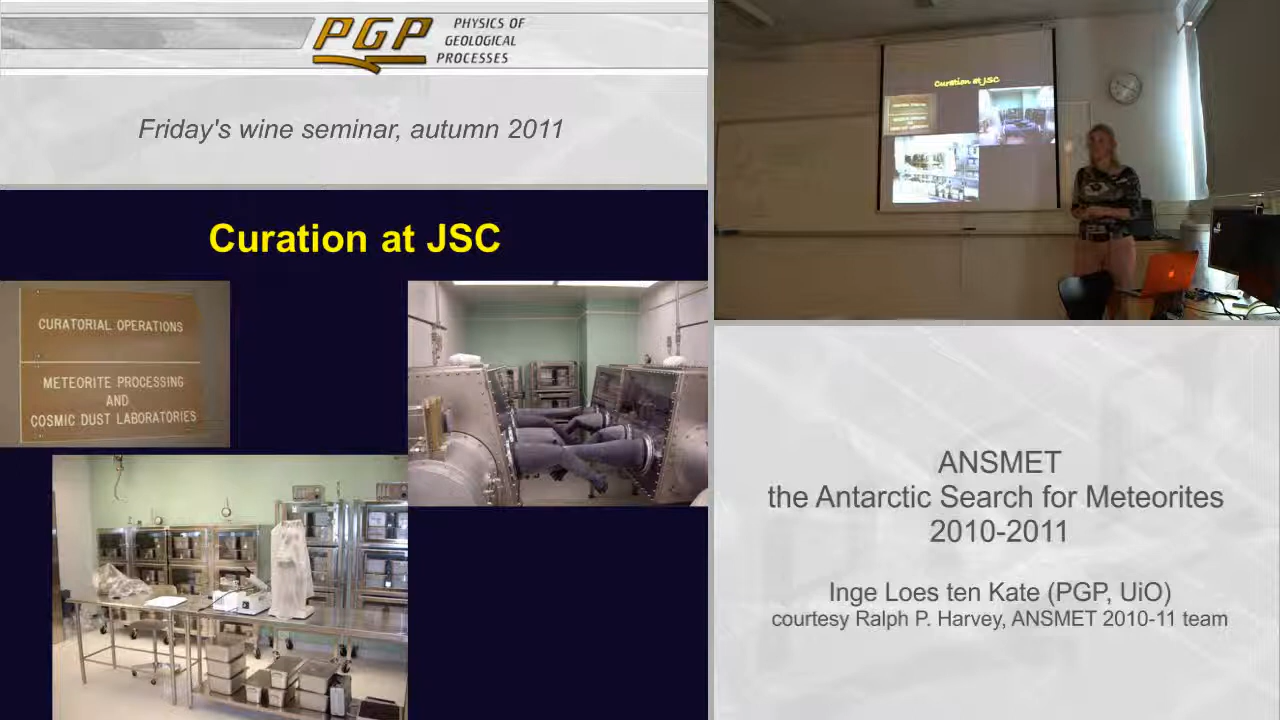 PGP
PHYSICS OF
GEOLOGICAL
PROCESSES
Friday's wine seminar, autumn 2011
Curation at JSC
CURATORIAL OPERATIONS
METEORITE PROCESSING
AND
COSMIC DUST LABORATORIES
Curation at JSC
ANSMET
the Antarctic Search for Meteorites
2010-2011
Inge Loes ten Kate (PGP, UiO)
courtesy Ralph P. Harvey, ANSMET 2010-11 team